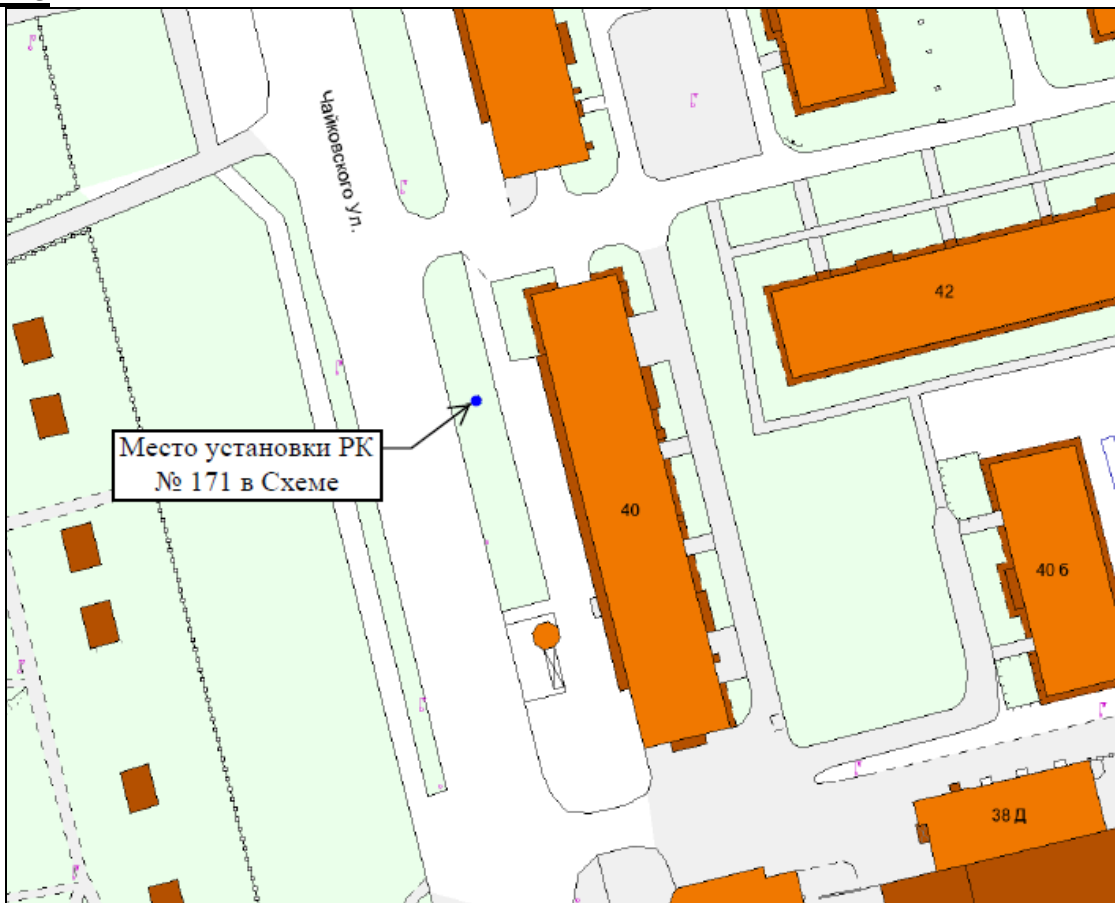 Чайковского Ул.
42
Место установки РК
№ 171 в Схеме
40
40 б
38 Д